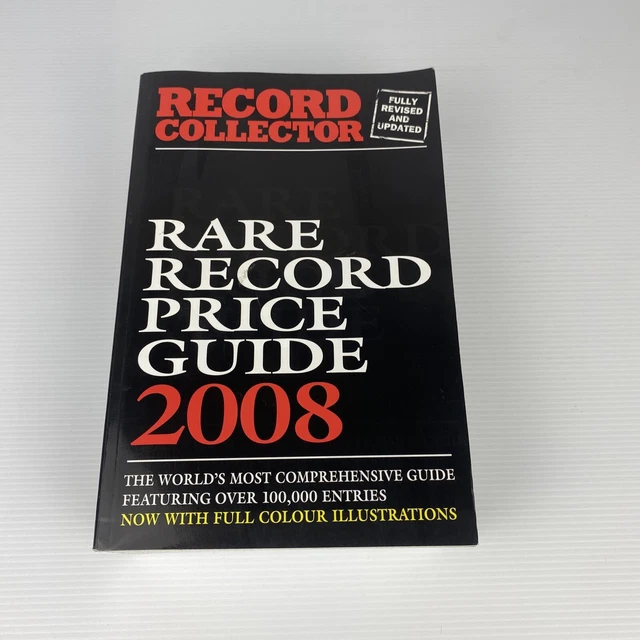 RECORD
COLLECTOR
FULLY
REVISED
AND
UPDATED
RARE
RECORD
PRICE
GUIDE
2008
THE WORLD'S MOST COMPREHENSIVE GUIDE
FEATURING OVER 100,000 ENTRIES
NOW WITH FULL COLOUR ILLUSTRATIONS